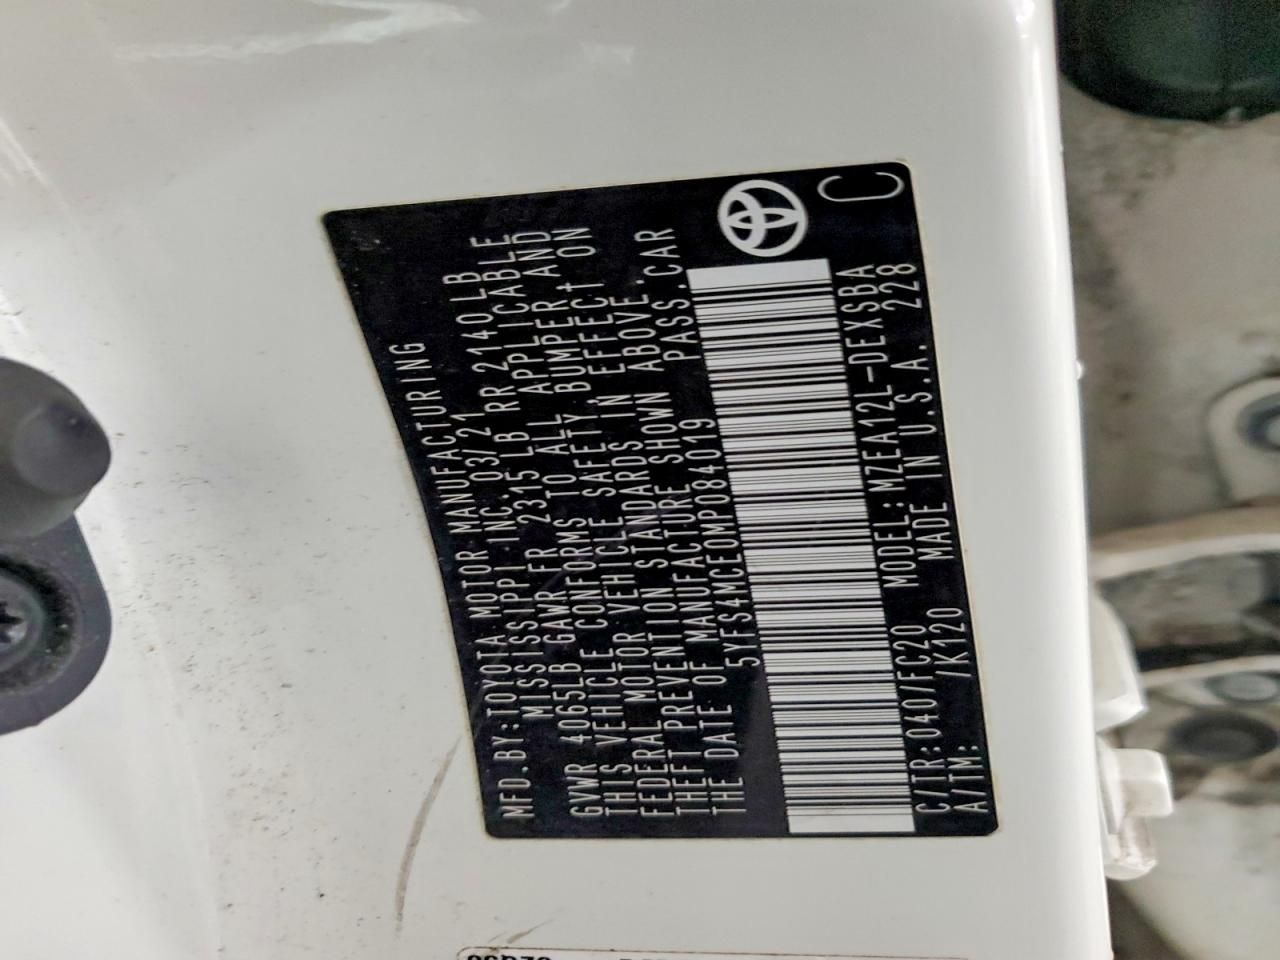 MFD.BY:TOYOTA MOTOR MANUFACTURING
MISSISSIPPI INC. 03/21
GVWR 4065LB GAWR FR 2315 LB RR 2140LB
THIS VEHICLE CONFORMS TO ALL APPLICABLE
FEDERAL MOTOR VEHICLE SAFETY, BUMPER, AND
THEFT PREVENTION STANDARDS IN EFFECT ON
THE DATE OF MANUFACTURE SHOWN ABOVE.
5YFS4MCE0MP084019 PASS.CAR
C/TR:040/FC20 MODEL:MZEA12L-DEXSBA
A/TM: /K120 MADE IN U.S.A. 228
C